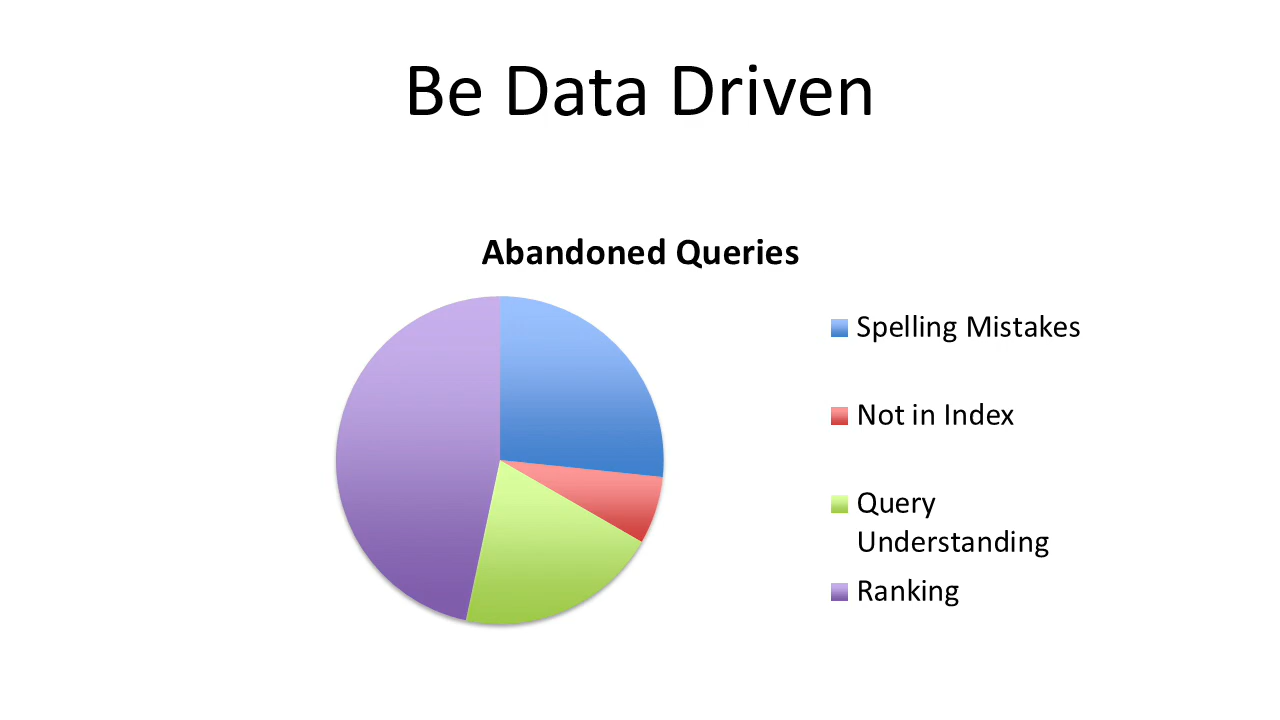 Be Data Driven
Abandoned Queries
Spelling Mistakes
Not in Index
Query
Understanding
Ranking